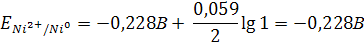 E_{Ni^{2+}/Ni^{0}} = −0,228B + \frac{0,059}{2} lg 1 = −0,228B